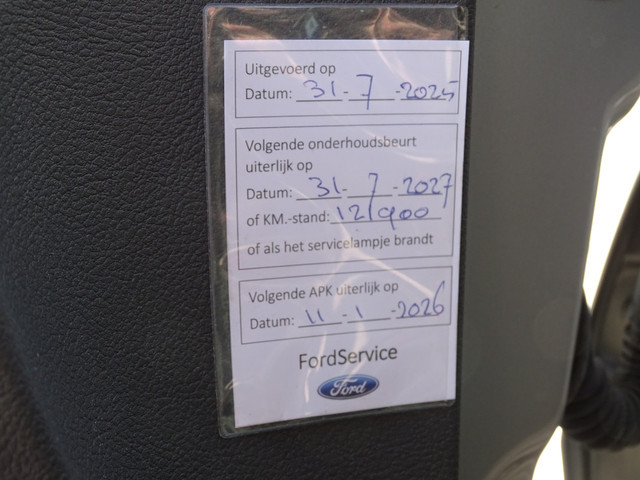 Uitgevoerd op
Datum: 31-7-2025
Volgende onderhoudsbeurt
uiterlijk op
Datum: 31-7-2027
of KM.-stand: 121900
of als het servicelampje brandt
Volgende APK uiterlijk op
Datum: 11-1-2026
FordService
Ford